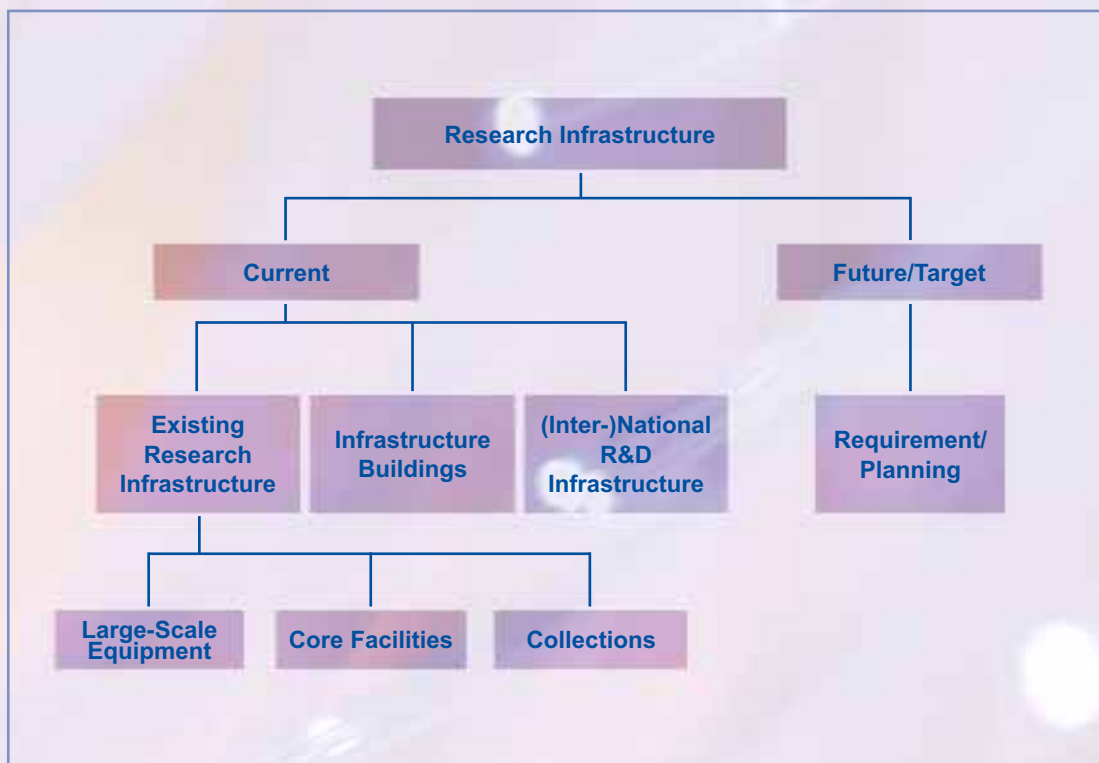 Research Infrastructure
Current
Future/Target
Existing
Research
Infrastructure
Infrastructure
Buildings
(Inter-)National
R&D
Infrastructure
Requirement/
Planning
Large-Scale
Equipment
Core Facilities
Collections